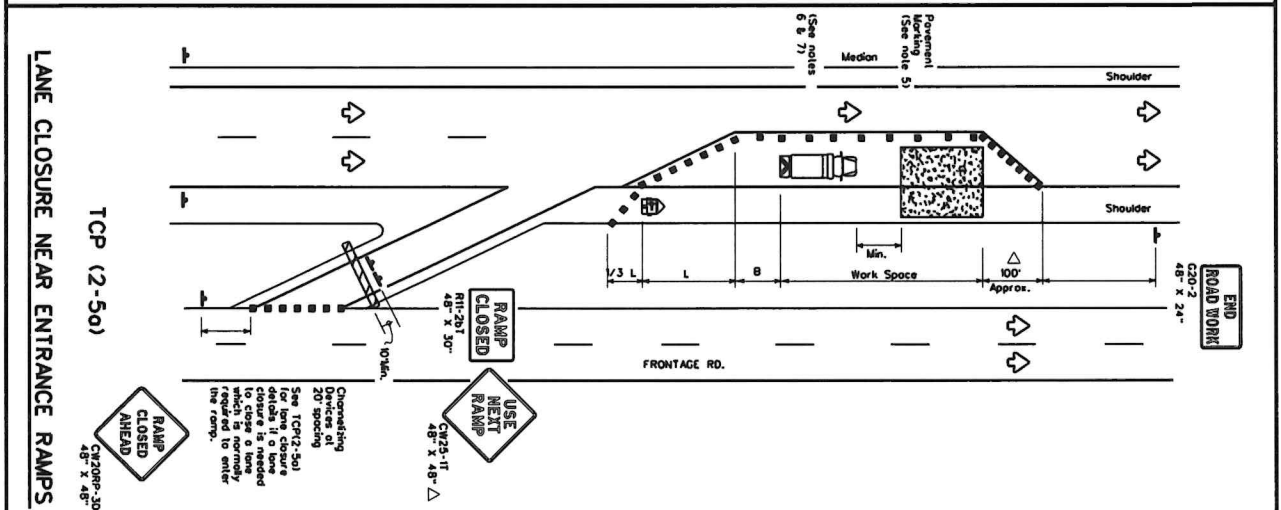 LANE CLOSURE NEAR ENTRANCE RAMPS
TCP (2-5a)
Pavement
Marking
(See note 5)
(See notes
6 & 7)
Median
Shoulder
Shoulder
1/3 L
L
B
Work Space
Min.
△
100'
Approx.
END
ROAD WORK
G20-2
48" X 24"
FRONTAGE RD.
RAMP
CLOSED
R11-2bT
48" X 30"
USE
NEXT
RAMP
CW25-1T
48" X 48" △
10' Min.
Channelizing
Devices at
20' spacing
See TCP(2-5a)
for lane closure
details if a lane
closure is needed
to close a lane
which is normally
required to enter
the ramp.
RAMP
CLOSED
AHEAD
CW20RP-3D
48" X 48"